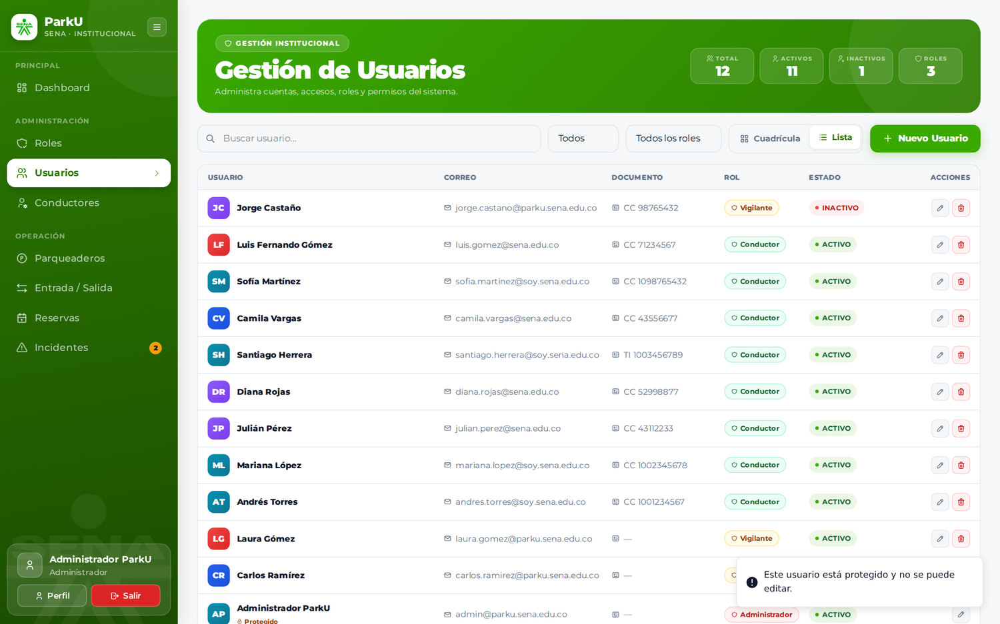 SENA
ParkU
SENA · INSTITUCIONAL
PRINCIPAL
Dashboard
ADMINISTRACIÓN
Roles
Usuarios
Conductores
OPERACIÓN
Parqueaderos
Entrada / Salida
Reservas
Incidentes 2
SENA
Administrador ParkU
Administrador
Perfil Salir
GESTIÓN INSTITUCIONAL
Gestión de Usuarios
Administra cuentas, accesos, roles y permisos del sistema.
TOTAL 12
ACTIVOS 11
INACTIVOS 1
ROLES 3
Buscar usuario... Todos Todos los roles Cuadrícula Lista + Nuevo Usuario
USUARIO CORREO DOCUMENTO ROL ESTADO ACCIONES
JC Jorge Castaño jorge.castano@parku.sena.edu.co CC 98765432 Vigilante INACTIVO
LF Luis Fernando Gómez luis.gomez@sena.edu.co CC 71234567 Conductor ACTIVO
SM Sofía Martínez sofia.martinez@soy.sena.edu.co CC 1098765432 Conductor ACTIVO
CV Camila Vargas camila.vargas@sena.edu.co CC 43556677 Conductor ACTIVO
SH Santiago Herrera santiago.herrera@soy.sena.edu.co TI 1003456789 Conductor ACTIVO
DR Diana Rojas diana.rojas@sena.edu.co CC 52998877 Conductor ACTIVO
JP Julián Pérez julian.perez@sena.edu.co CC 43112233 Conductor ACTIVO
ML Mariana López mariana.lopez@soy.sena.edu.co CC 1002345678 Conductor ACTIVO
AT Andrés Torres andres.torres@soy.sena.edu.co CC 1001234567 Conductor ACTIVO
LG Laura Gómez laura.gomez@parku.sena.edu.co — Vigilante ACTIVO
CR Carlos Ramírez carlos.ramirez@parku.sena.edu.co —
AP Administrador ParkU admin@parku.sena.edu.co — Administrador ACTIVO
Protegido
Este usuario está protegido y no se puede
editar.